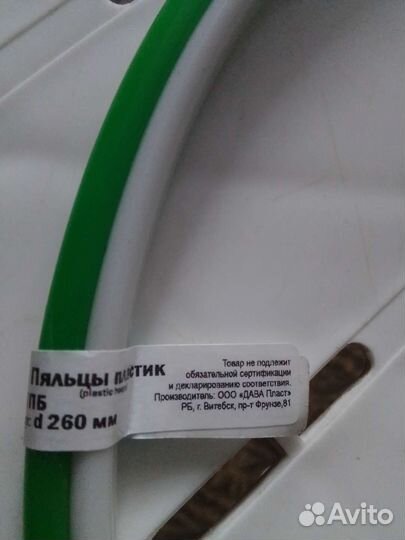 Пяльцы пластик
(plastic hoop
ПБ
: d 260 мм
Товар не подлежит
обязательной сертификации
и декларированию соответствия.
Производитель: ООО «ДАВА Пласт»
РБ, г. Витебск, пр-т Фрунзе,81
Avito